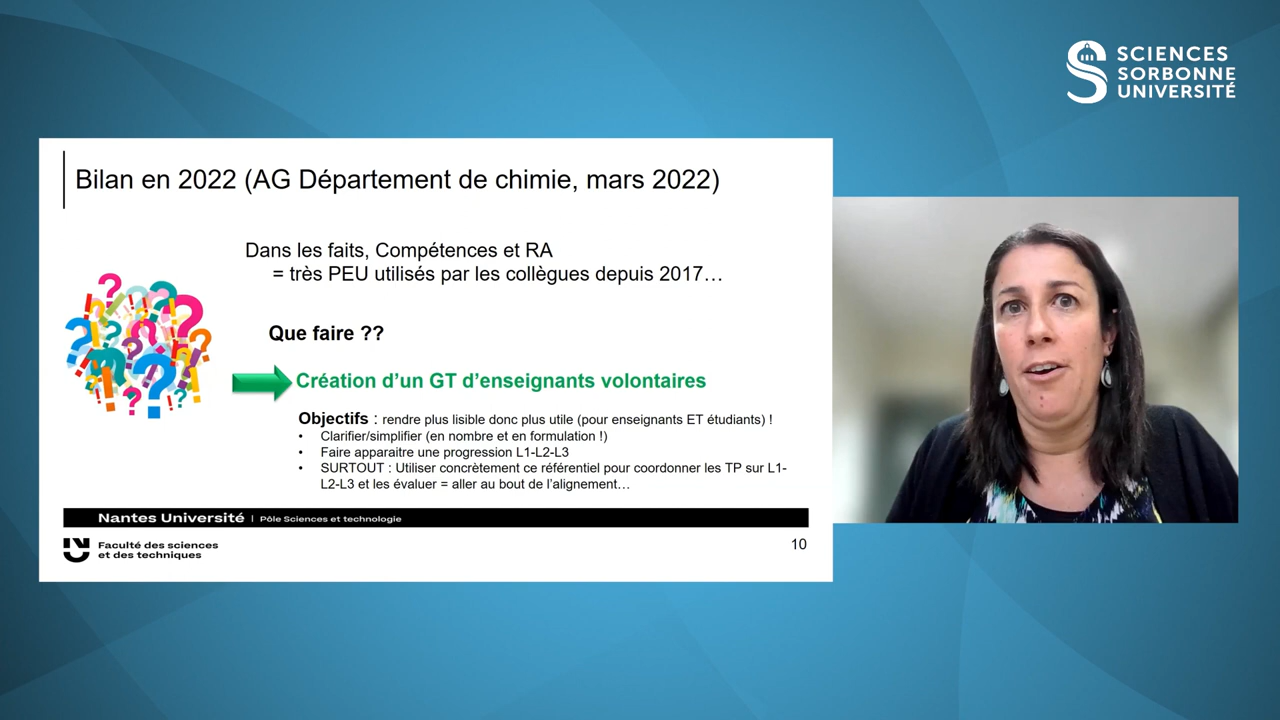 SCIENCES
SORBONNE
UNIVERSITÉ
Bilan en 2022 (AG Département de chimie, mars 2022)
Dans les faits, Compétences et RA
= très PEU utilisés par les collègues depuis 2017…
Que faire ??
Création d’un GT d’enseignants volontaires
Objectifs : rendre plus lisible donc plus utile (pour enseignants ET étudiants) !
• Clarifier/simplifier (en nombre et en formulation !)
• Faire apparaitre une progression L1-L2-L3
• SURTOUT : Utiliser concrètement ce référentiel pour coordonner les TP sur L1-
L2-L3 et les évaluer = aller au bout de l’alignement…
Nantes Université | Pôle Sciences et technologie
Faculté des sciences
et des techniques
10